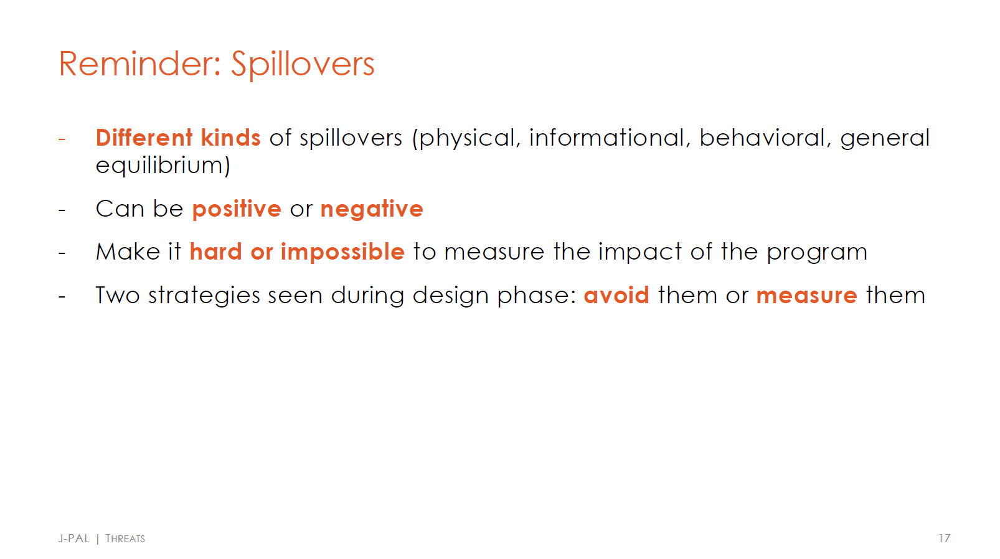 Reminder: Spillovers
- Different kinds of spillovers (physical, informational, behavioral, general
equilibrium)
- Can be positive or negative
- Make it hard or impossible to measure the impact of the program
- Two strategies seen during design phase: avoid them or measure them
J-PAL | THREATS
17